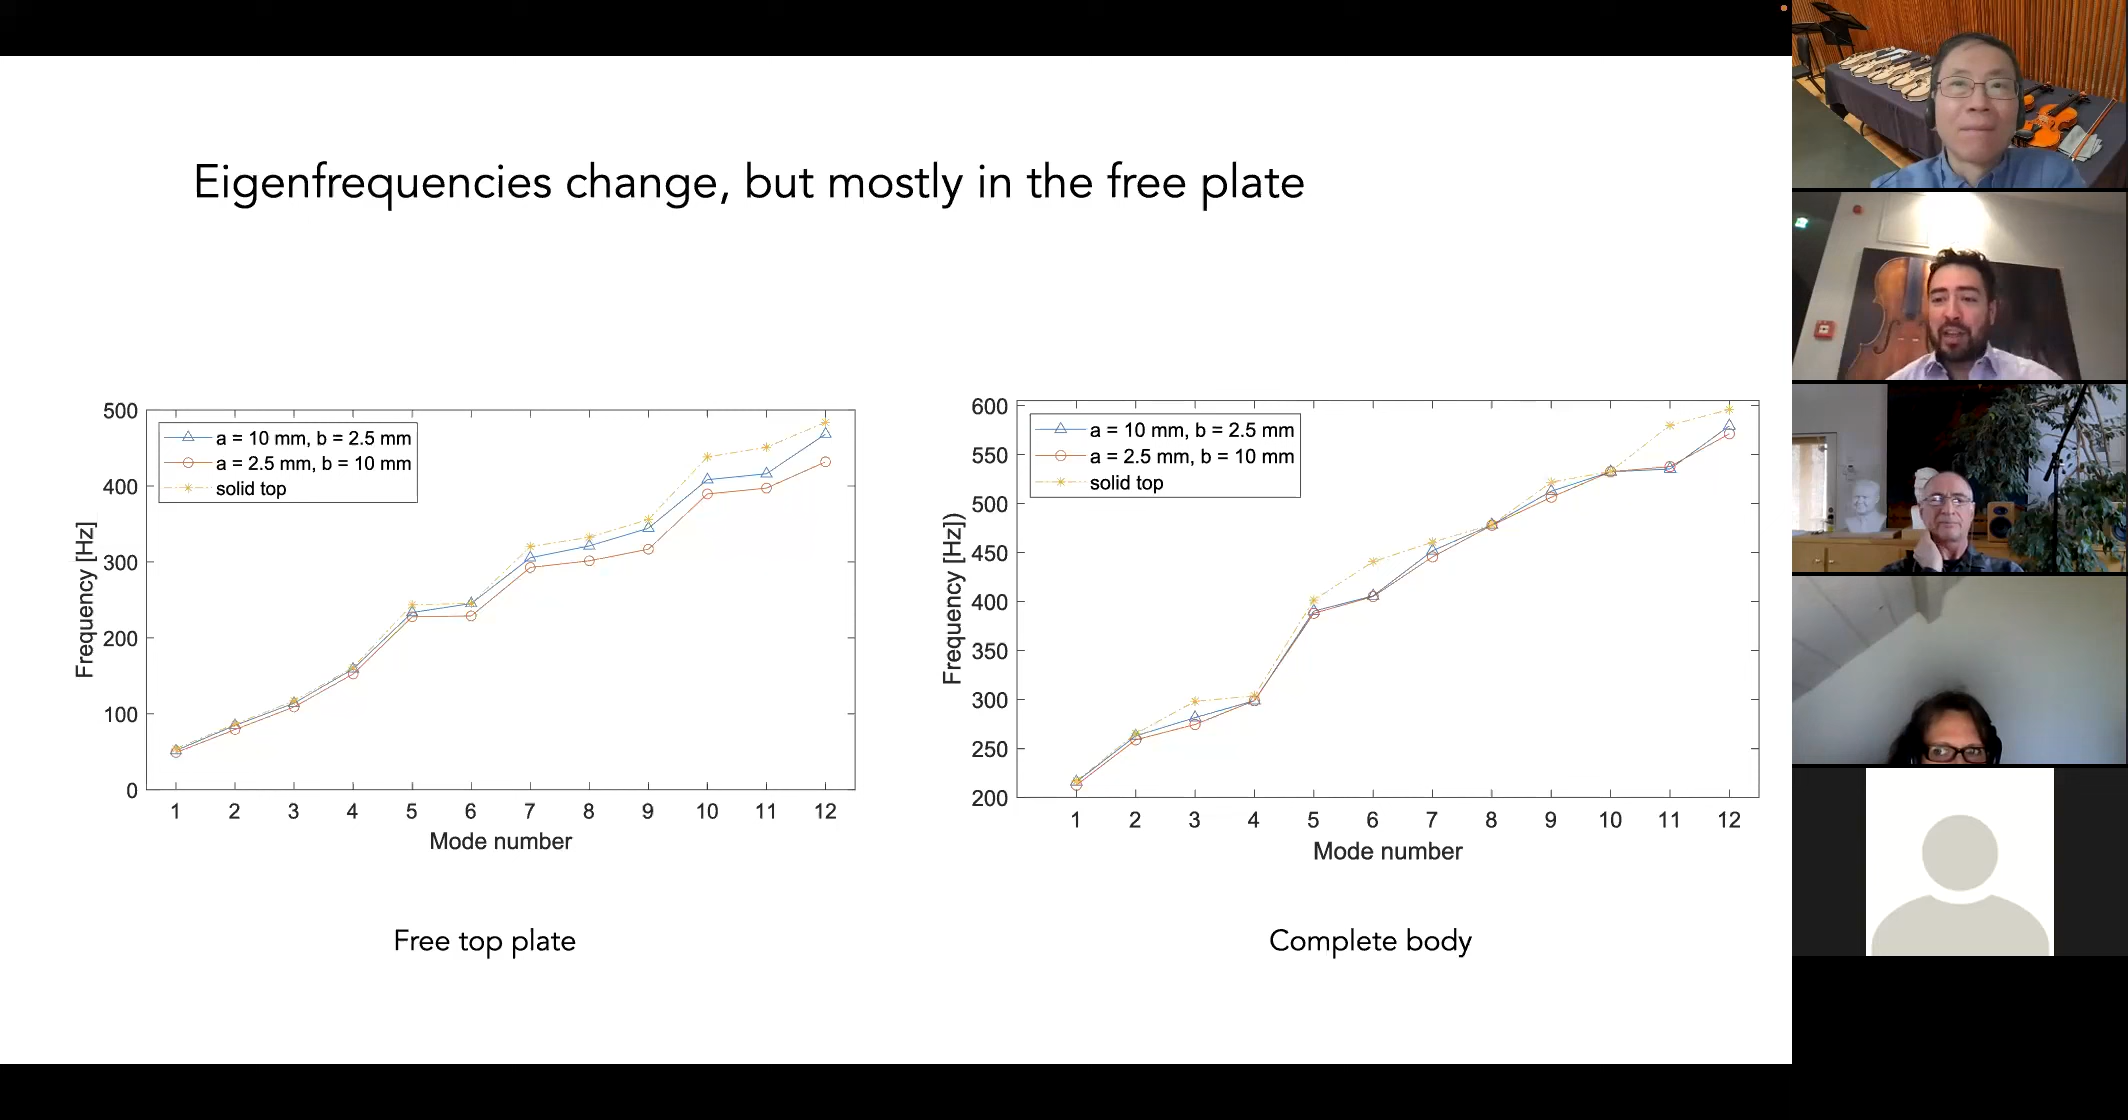 Eigenfrequencies change, but mostly in the free plate
500
400
300
200
100
0
Frequency [Hz]
a = 10 mm, b = 2.5 mm
a = 2.5 mm, b = 10 mm
solid top
1 2 3 4 5 6 7 8 9 10 11 12
Mode number
Free top plate
600
550
500
450
400
350
300
250
200
Frequency [Hz])
a = 10 mm, b = 2.5 mm
a = 2.5 mm, b = 10 mm
solid top
1 2 3 4 5 6 7 8 9 10 11 12
Mode number
Complete body